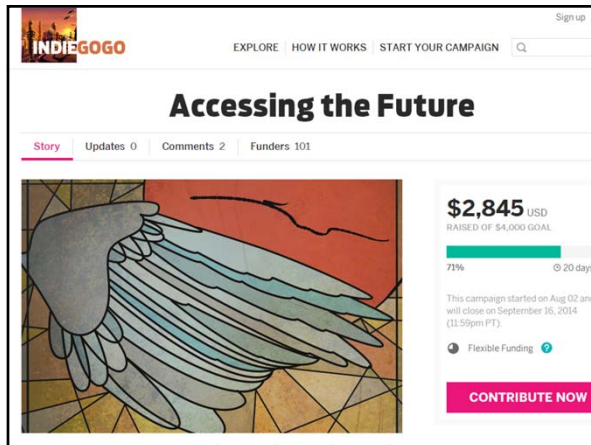 Sign up
INDIEGOGO
EXPLORE HOW IT WORKS START YOUR CAMPAIGN
Accessing the Future
Story Updates 0 Comments 2 Funders 101
$2,845 USD
RAISED OF $4,000 GOAL
71% 20 days
This campaign started on Aug 02 and
will close on September 16, 2014
(11:59pm PT).
Flexible Funding ?
CONTRIBUTE NOW